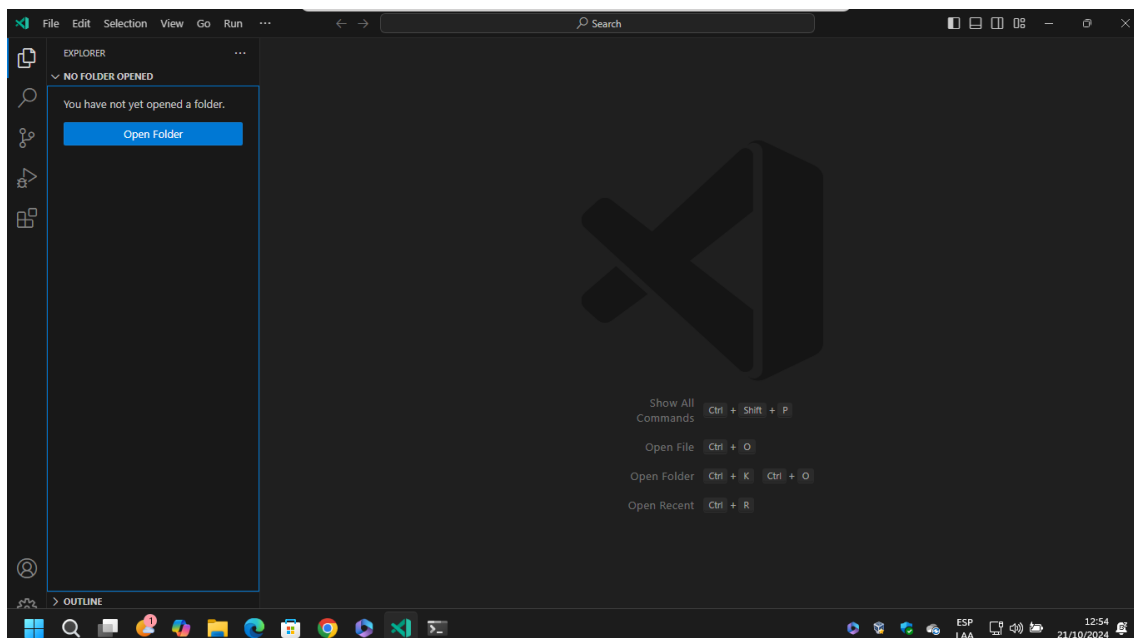 File Edit Selection View Go Run ···
Search
EXPLORER
NO FOLDER OPENED
You have not yet opened a folder.
Open Folder
Show All
Commands Ctrl + Shift + P
Open File Ctrl + O
Open Folder Ctrl + K Ctrl + O
Open Recent Ctrl + R
OUTLINE
1
ESP
LAA
12:54
21/10/2024